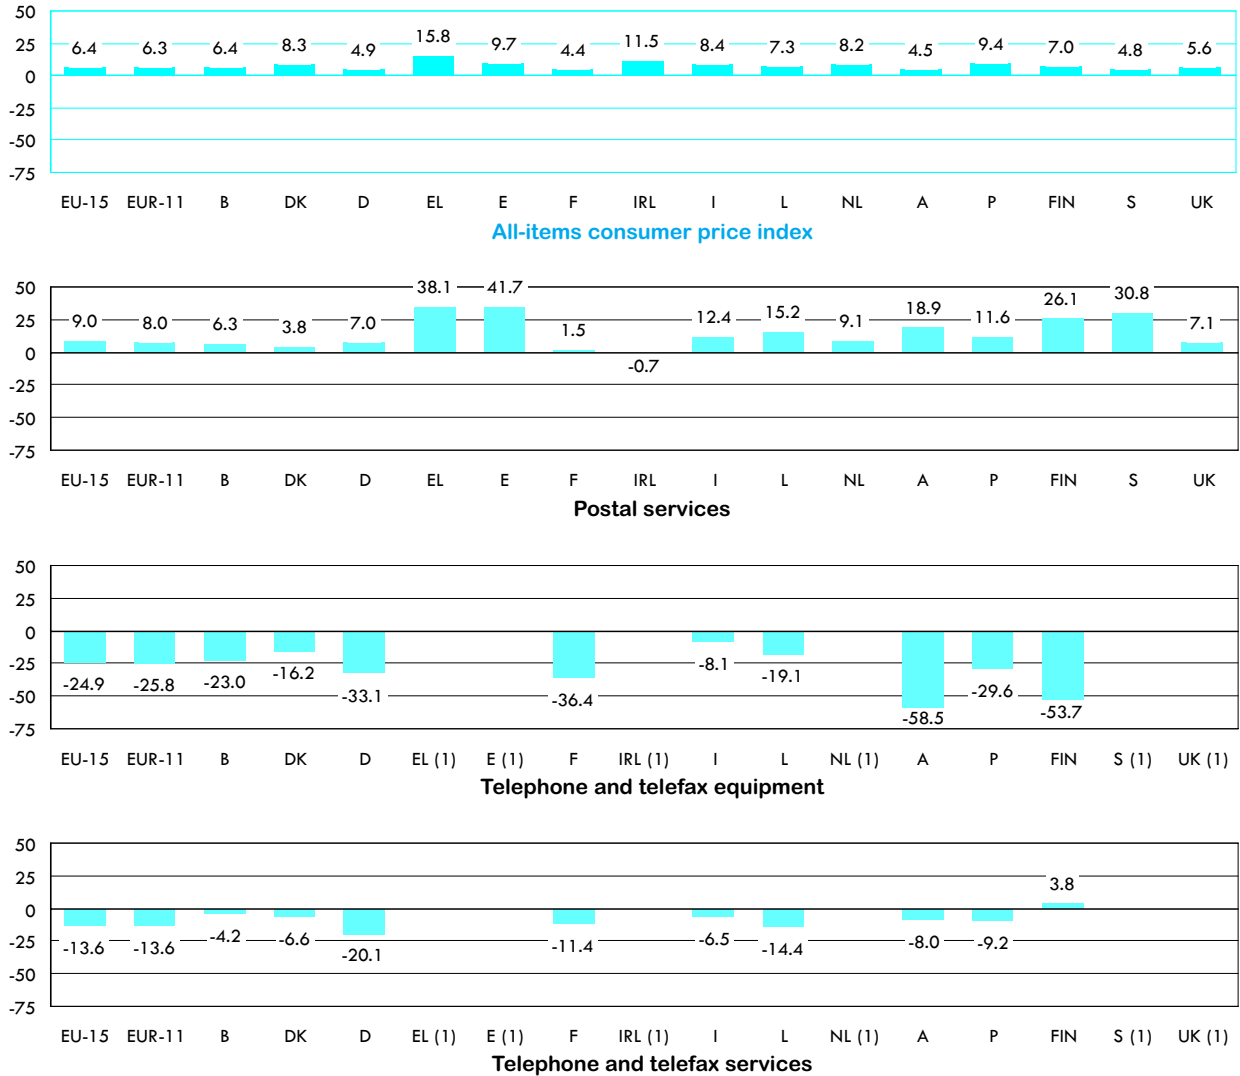 50
6.4 6.3 6.4 8.3 4.9 15.8 9.7 4.4 11.5 8.4 7.3 8.2 4.5 9.4 7.0 4.8 5.6
25
0
-25
-50
-75
EU-15 EUR-11 B DK D EL E F IRL I L NL A P FIN S UK
All-items consumer price index
50
9.0 8.0 6.3 3.8 7.0 38.1 41.7 1.5 -0.7 12.4 15.2 9.1 18.9 11.6 26.1 30.8 7.1
25
0
-25
-50
-75
EU-15 EUR-11 B DK D EL E F IRL I L NL A P FIN S UK
Postal services
50
25
0
-25
-24.9 -25.8 -23.0 -16.2 -33.1 -36.4 -8.1 -19.1 -58.5 -29.6 -53.7
-50
-75
EU-15 EUR-11 B DK D EL (1) E (1) F IRL (1) I L NL (1) A P FIN S (1) UK (1)
Telephone and telefax equipment
50
25
3.8
0
-25
-13.6 -13.6 -4.2 -6.6 -20.1 -11.4 -6.5 -14.4 -8.0 -9.2
-50
-75
EU-15 EUR-11 B DK D EL (1) E (1) F IRL (1) I L NL (1) A P FIN S (1) UK (1)
Telephone and telefax services